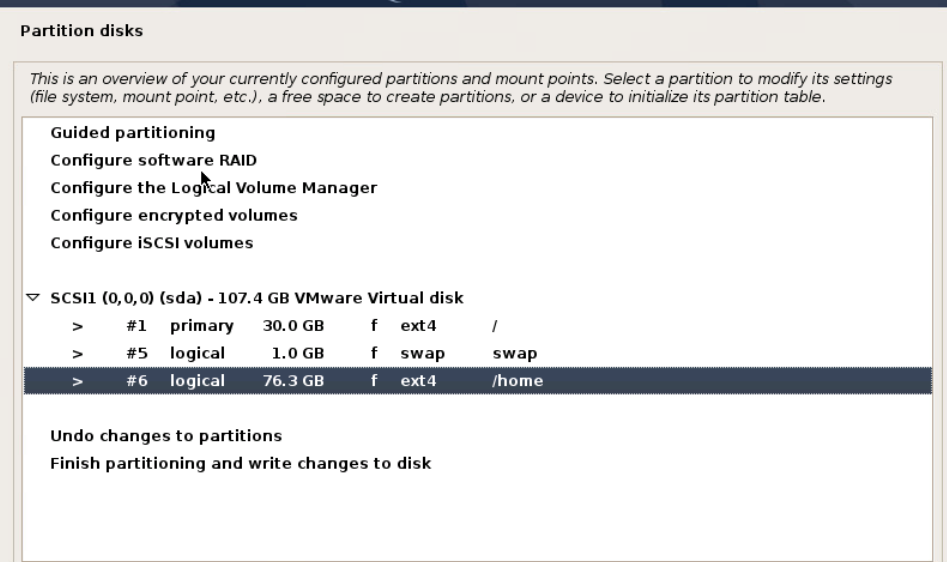 Partition disks
This is an overview of your currently configured partitions and mount points. Select a partition to modify its settings
(file system, mount point, etc.), a free space to create partitions, or a device to initialize its partition table.
Guided partitioning
Configure software RAID
Configure the Logical Volume Manager
Configure encrypted volumes
Configure iSCSI volumes
SCSI1 (0,0,0) (sda) - 107.4 GB VMware Virtual disk
> #1 primary 30.0 GB f ext4 /
> #5 logical 1.0 GB f swap swap
> #6 logical 76.3 GB f ext4 /home
Undo changes to partitions
Finish partitioning and write changes to disk